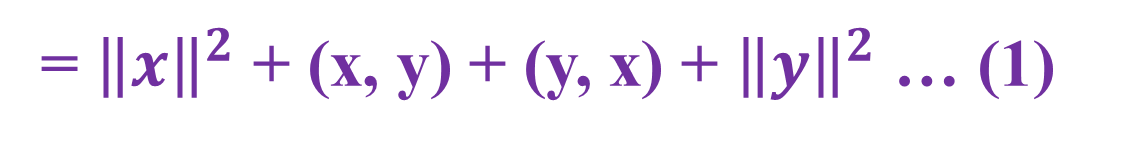 = ‖x‖² + (x, y) + (y, x) + ‖y‖² … (1)